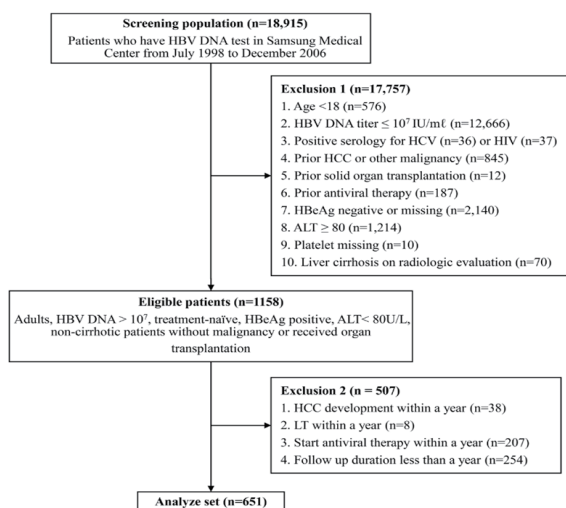 Screening population (n=18,915)
Patients who have HBV DNA test in Samsung Medical
Center from July 1998 to December 2006
Exclusion 1 (n=17,757)
1. Age <18 (n=576)
2. HBV DNA titer ≤ 10⁷ IU/mℓ (n=12,666)
3. Positive serology for HCV (n=36) or HIV (n=37)
4. Prior HCC or other malignancy (n=845)
5. Prior solid organ transplantation (n=12)
6. Prior antiviral therapy (n=187)
7. HBeAg negative or missing (n=2,140)
8. ALT ≥ 80 (n=1,214)
9. Platelet missing (n=10)
10. Liver cirrhosis on radiologic evaluation (n=70)
Eligible patients (n=1158)
Adults, HBV DNA > 10⁷, treatment-naïve, HBeAg positive, ALT< 80U/L,
non-cirrhotic patients without malignancy or received organ
transplantation
Exclusion 2 (n = 507)
1. HCC development within a year (n=38)
2. LT within a year (n=8)
3. Start antiviral therapy within a year (n=207)
4. Follow up duration less than a year (n=254)
Analyze set (n=651)